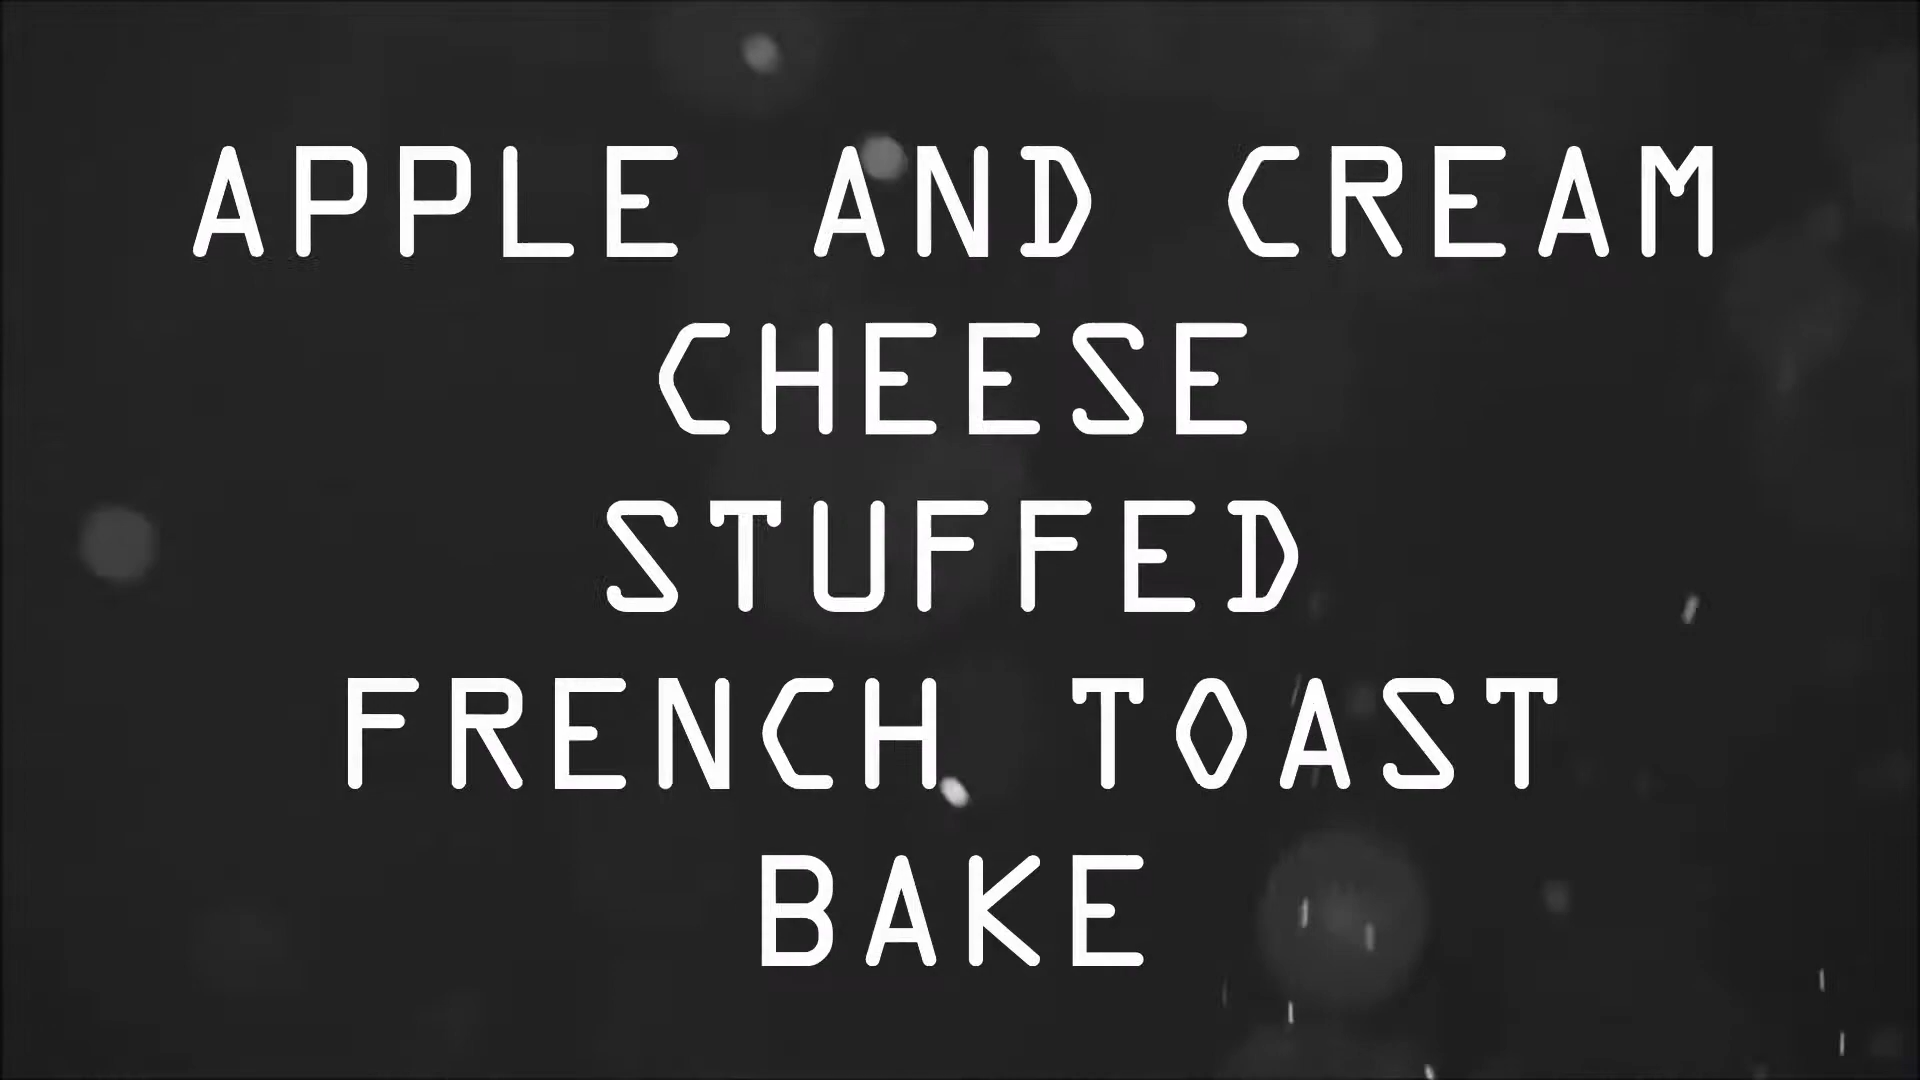 APPLE AND CREAM
CHEESE
STUFFED
FRENCH TOAST
BAKE